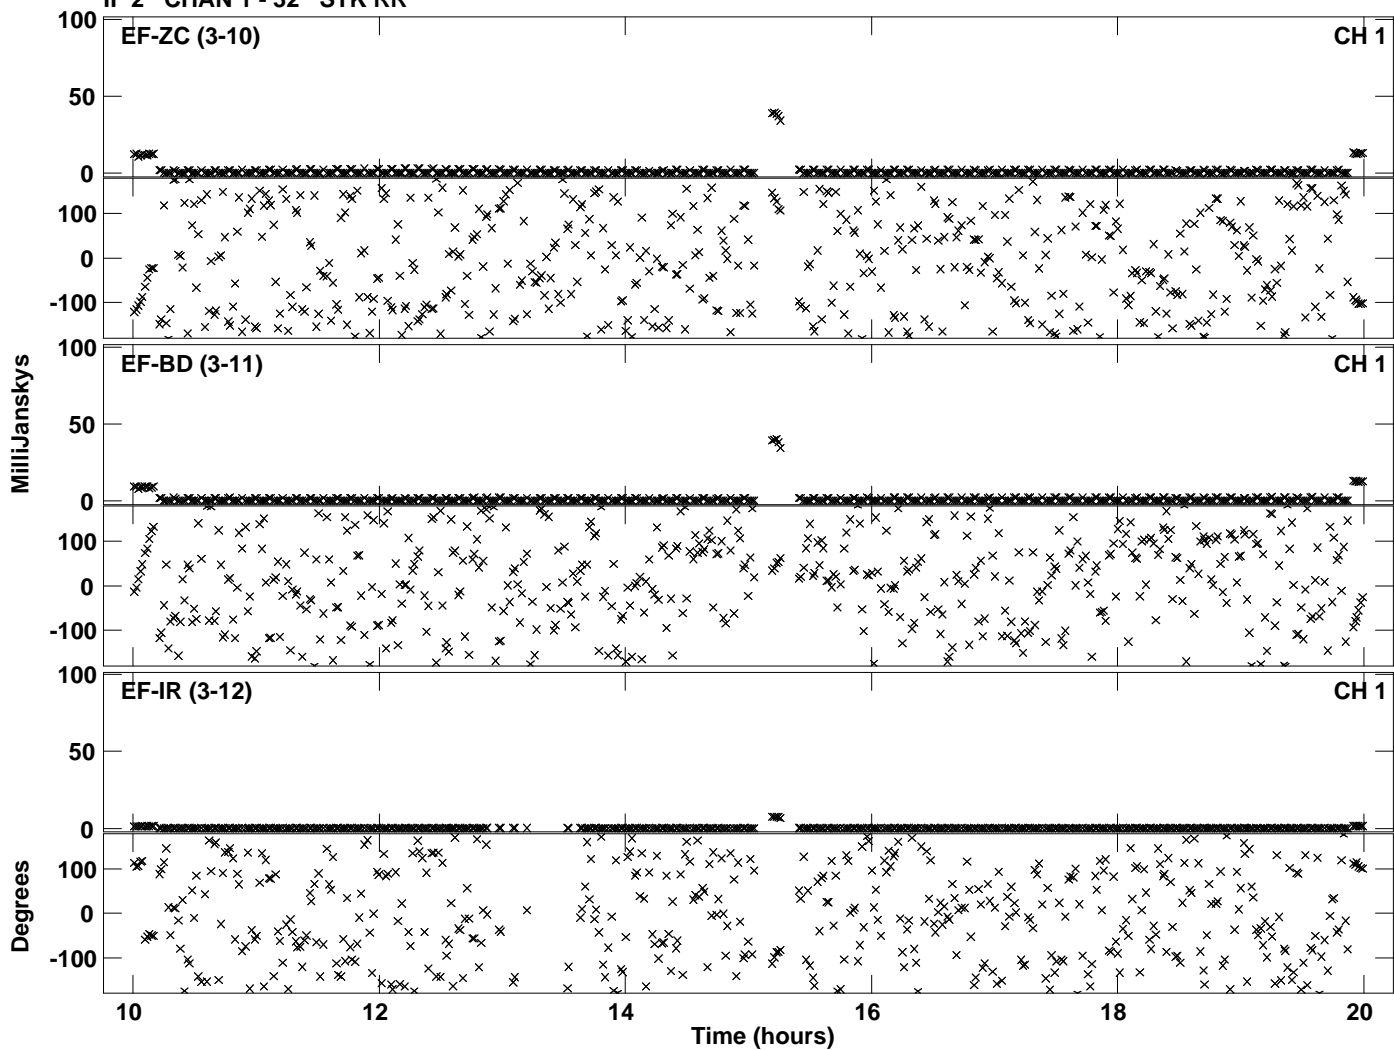 IF 2 CHAN 1 - 32 STK RR
100
EF-ZC (3-10) CH 1
50
0
100
0
-100
100
EF-BD (3-11) CH 1
50
0
100
0
-100
MilliJanskys
100
EF-IR (3-12) CH 1
50
0
100
0
-100
Degrees
10 12 14 16 18 20
Time (hours)